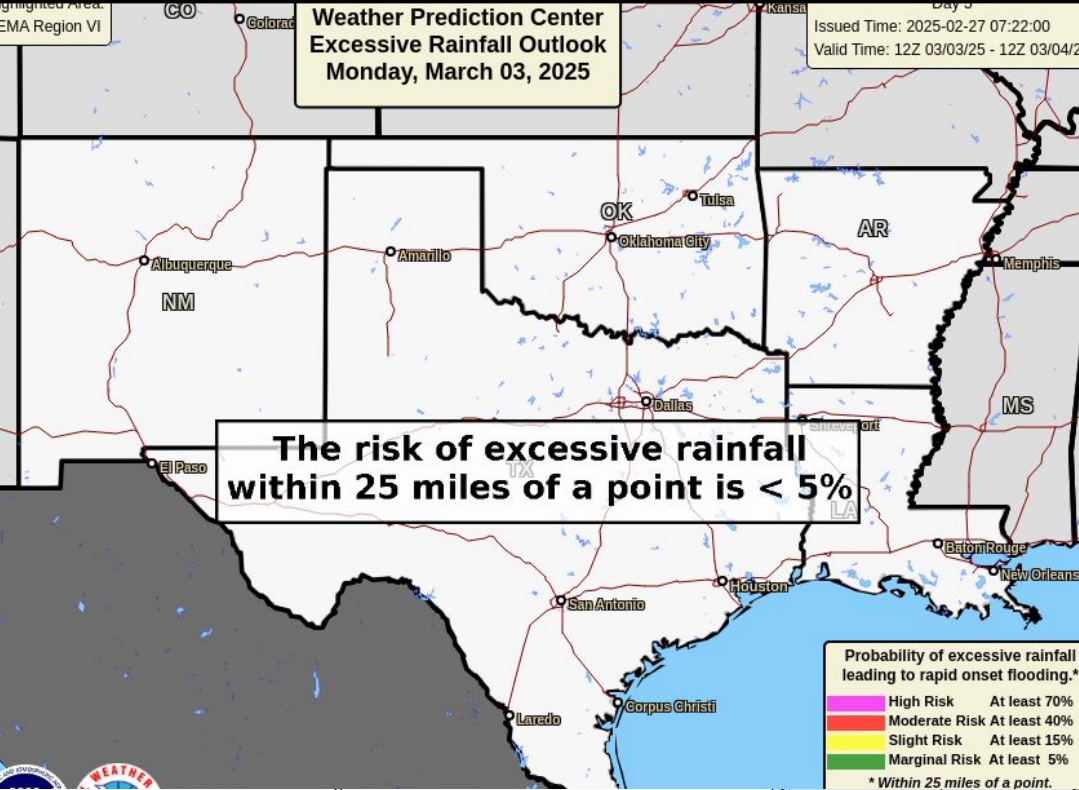 EMA Region VI
Weather Prediction Center
Excessive Rainfall Outlook
Monday, March 03, 2025
Issued Time: 2025-02-27 07:22:00
Valid Time: 12Z 03/03/25 - 12Z 03/04/2
CO
Colorad
Kansa
OK
Tulsa
Oklahoma City
AR
Albuquerque
Amarillo
Memphis
NM
Dallas
MS
Shreveport
The risk of excessive rainfall
within 25 miles of a point is < 5%
TX
El Paso
LA
Baton Rouge
New Orleans
Houston
San Antonio
Corpus Christi
Laredo
Probability of excessive rainfall
leading to rapid onset flooding.*
High Risk At least 70%
Moderate Risk At least 40%
Slight Risk At least 15%
Marginal Risk At least 5%
* Within 25 miles of a point.
WEATHER